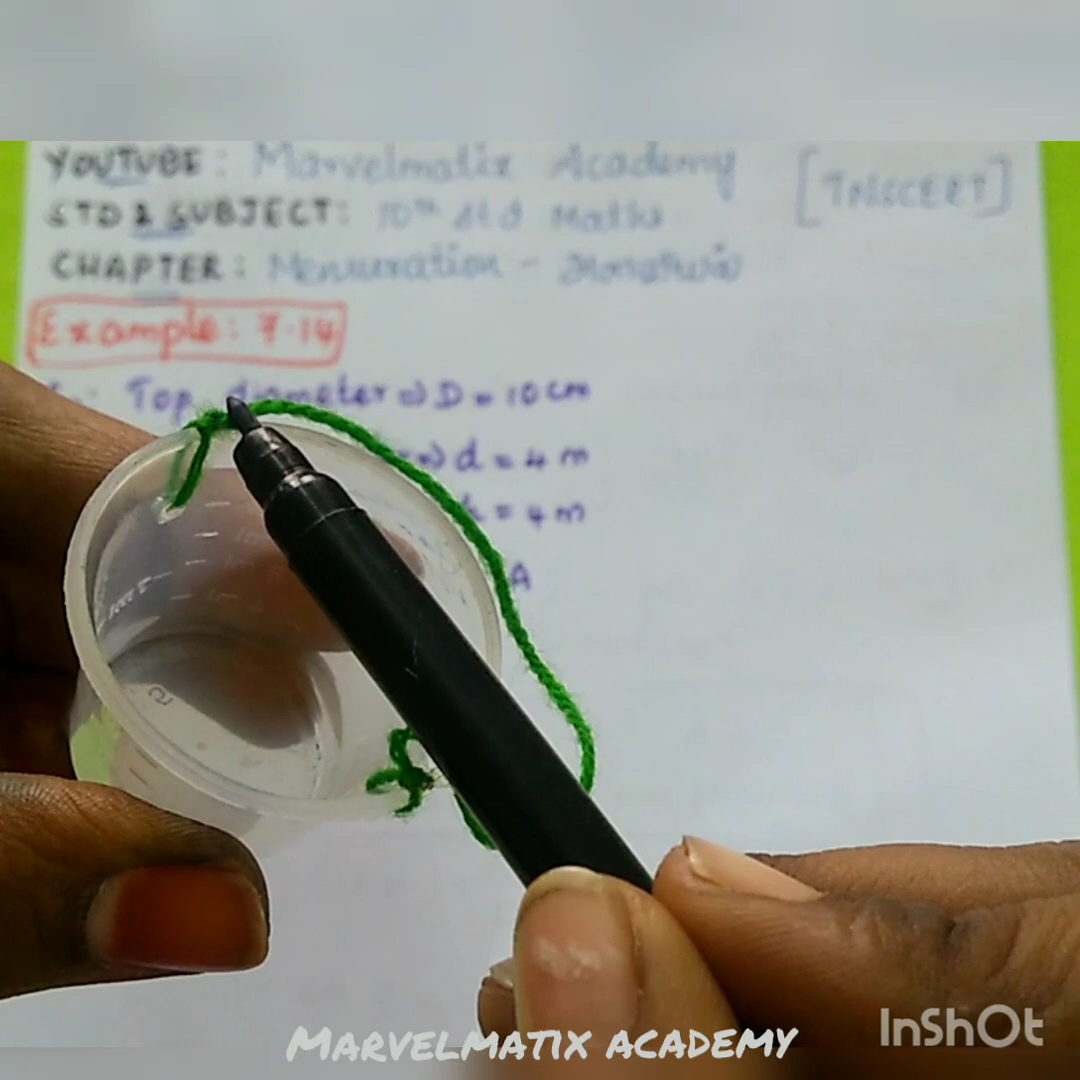 YOUTUBE: Marvelmatix Academy [TNSCERT]
STD & SUBJECT: 10th Std Maths
CHAPTER: Mensuration -
Example: 7.14
Top diameter ⇒ D = 10 cm
⇒ d = 4 m
= 4 m
A
MARVELMATIX ACADEMY
InShOt